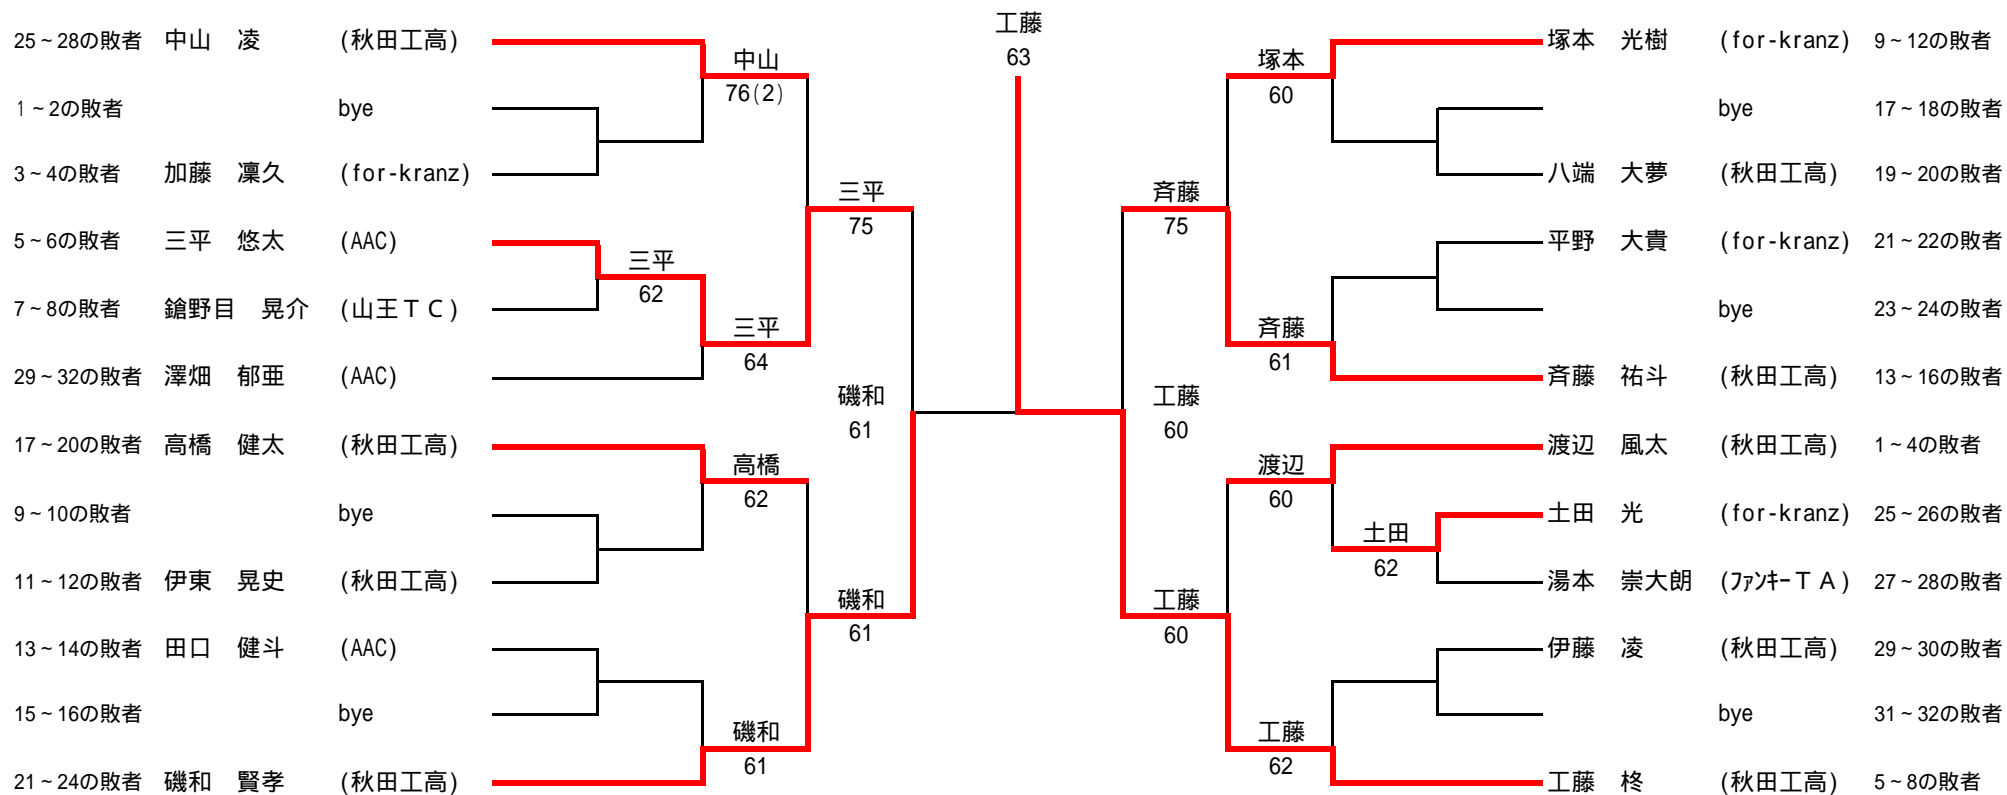 工藤
63
25~28の敗者 中山 凌 (秋田工高)
中山
76(2)
1~2の敗者 bye
3~4の敗者 加藤 凜久 (for-kranz)
三平
75
5~6の敗者 三平 悠太 (AAC)
三平
62
7~8の敗者 鎗野目 晃介 (山王TC)
三平
64
29~32の敗者 澤畑 郁亜 (AAC)
磯和
61
17~20の敗者 高橋 健太 (秋田工高)
高橋
62
9~10の敗者 bye
11~12の敗者 伊東 晃史 (秋田工高)
磯和
61
13~14の敗者 田口 健斗 (AAC)
15~16の敗者 bye
磯和
61
21~24の敗者 磯和 賢孝 (秋田工高)
塚本 光樹 (for-kranz) 9~12の敗者
塚本
60
bye 17~18の敗者
八端 大夢 (秋田工高) 19~20の敗者
斉藤
75
平野 大貴 (for-kranz) 21~22の敗者
bye 23~24の敗者
斉藤
61
斉藤 祐斗 (秋田工高) 13~16の敗者
工藤
60
渡辺 風太 (秋田工高) 1~4の敗者
渡辺
60
土田 光 (for-kranz) 25~26の敗者
土田
62
湯本 崇大朗 (ファンキーTA) 27~28の敗者
工藤
60
伊藤 凌 (秋田工高) 29~30の敗者
bye 31~32の敗者
工藤
62
工藤 柊 (秋田工高) 5~8の敗者